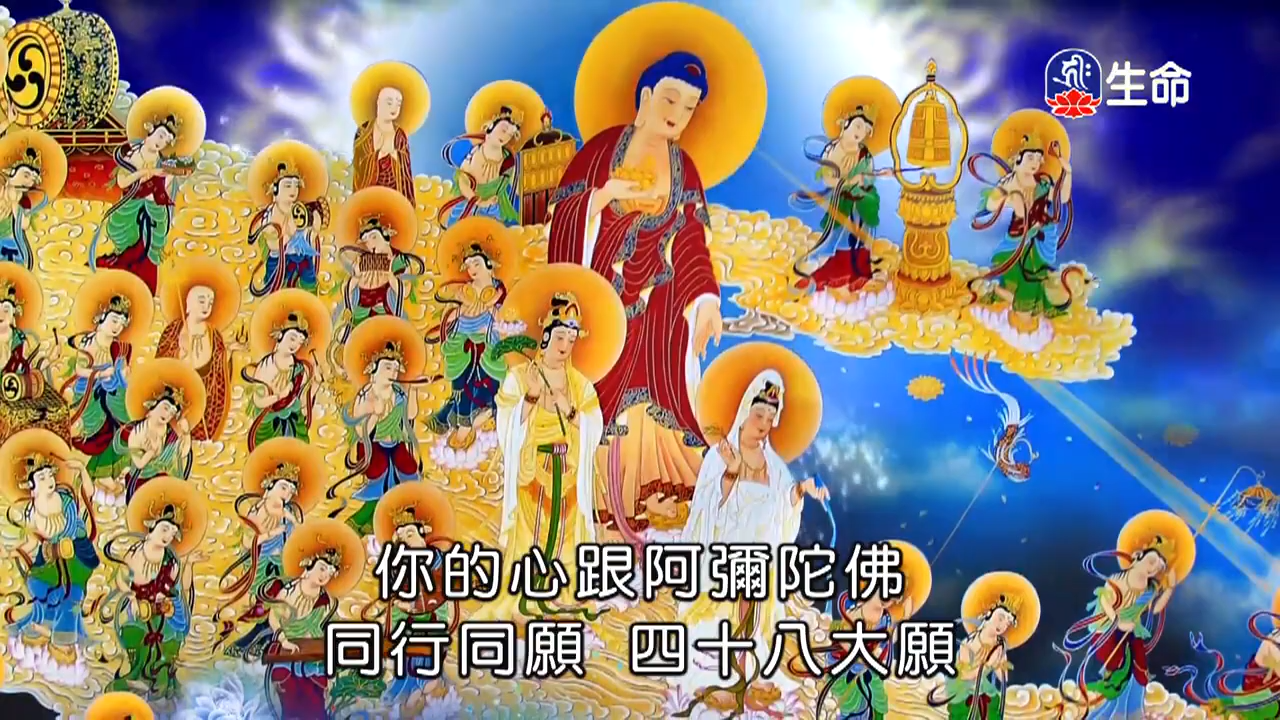 生命
你的心跟阿彌陀佛
同行同願 四十八大願